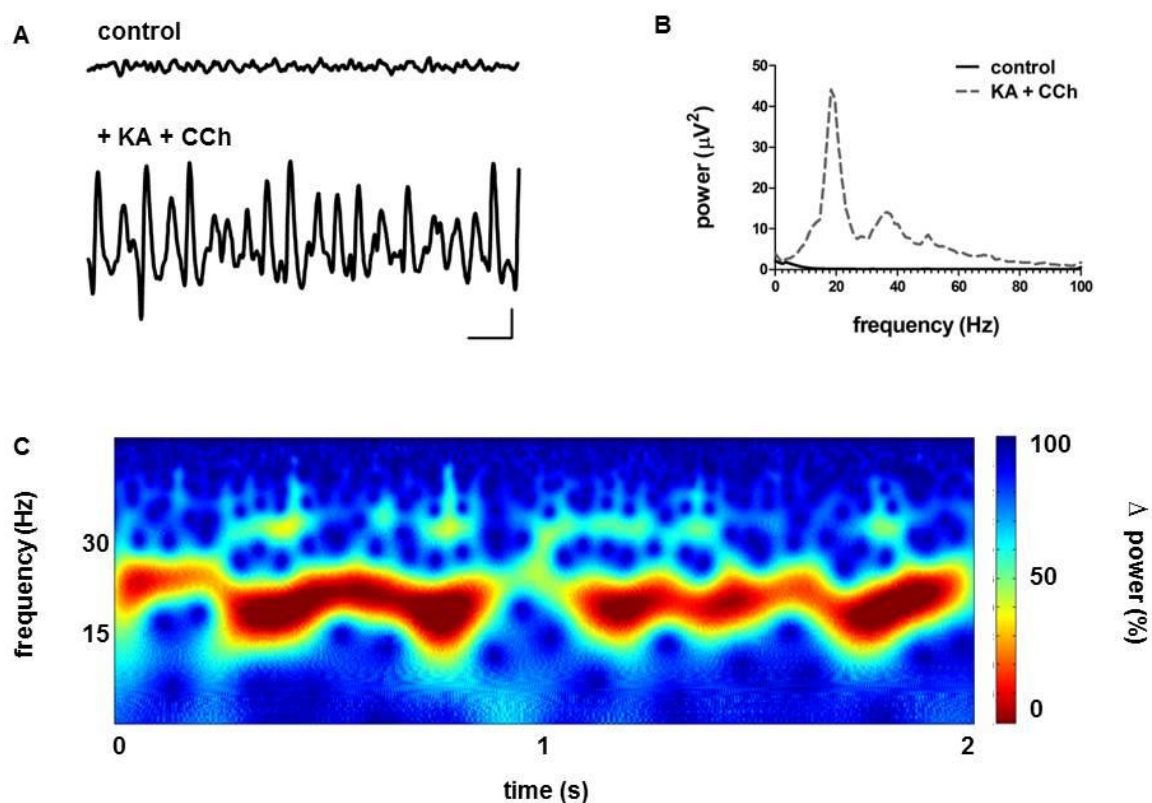 A
control
+ KA + CCh
B
control
KA + CCh
50
40
30
20
10
0
power (μV²)
0 20 40 60 80 100
frequency (Hz)
C
frequency (Hz)
30
15
0 1 2
time (s)
100
50
0
Δ power (%)